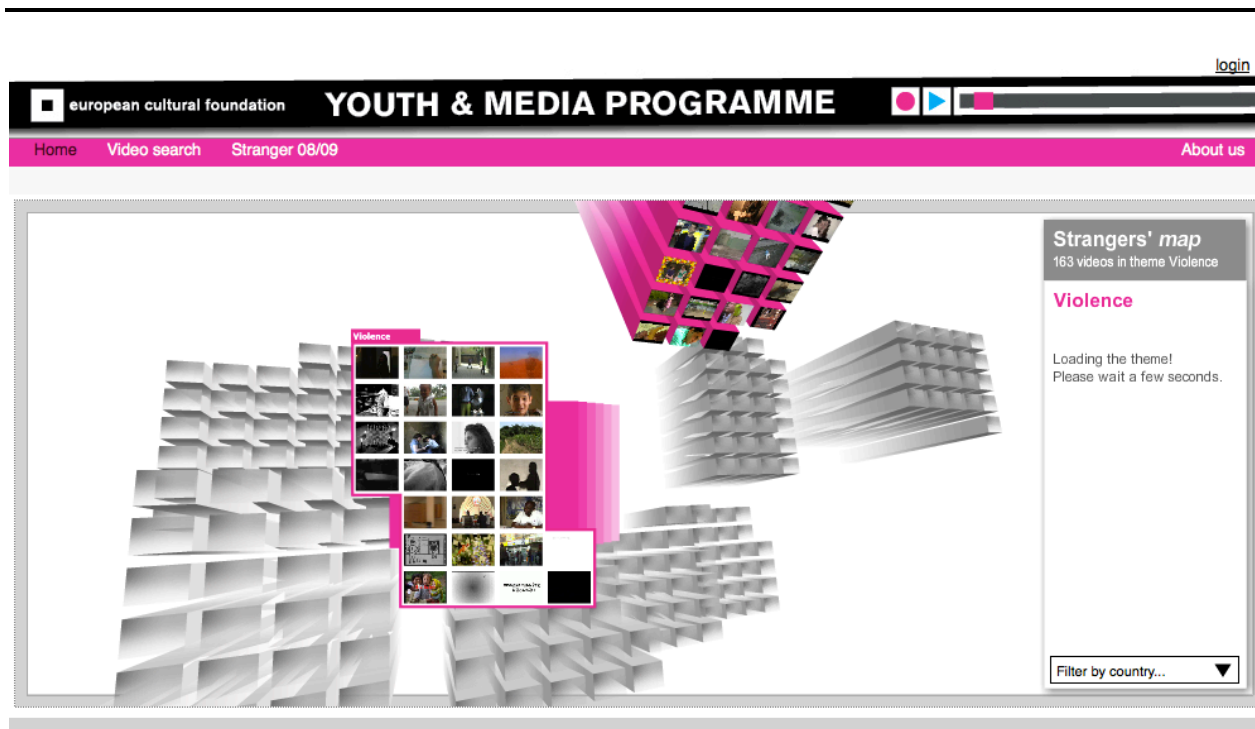 login
european cultural foundation
YOUTH & MEDIA PROGRAMME
Home Video search Stranger 08/09 About us
Strangers' map
163 videos in theme Violence
Violence
Violence
Loading the theme!
Please wait a few seconds.
Filter by country...